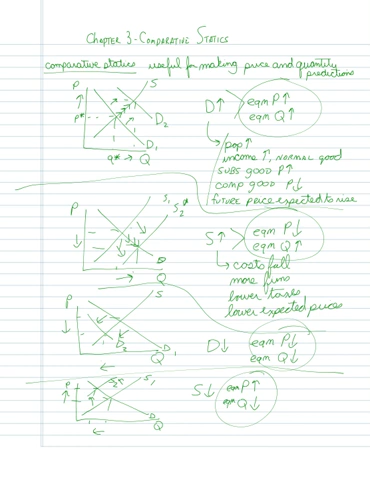 CHAPTER 3 - COMPARATIVE STATICS
comparative statics useful for making price and quantity
predictions
P S
D↑ > eqm P↑
eqm Q↑
P*
D2
D1
q* → Q
pop↑
income ↑, NORMAL good
SUBS good P↑
comp good P↓
future price expected to rise
P S1
S2
S↑ > eqm P↓
eqm Q↑
D
→ Q
costs fall
more firms
lower taxes
lower expected prices
P S
D2 D1
Q
←
D↓ > eqm P↓
eqm Q↓
P S2 S1
S↓ eqm P↑
eqm Q↓
D
Q
←